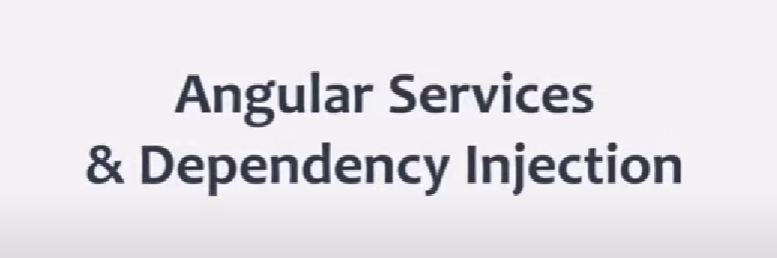 Angular Services
& Dependency Injection